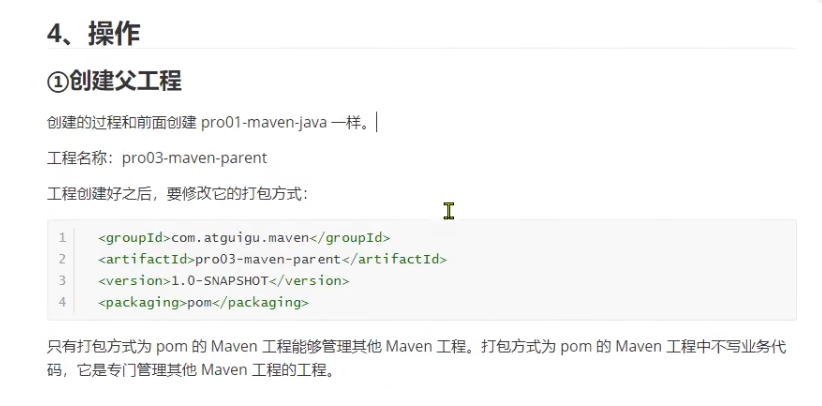 4、操作
①创建父工程
创建的过程和前面创建 pro01-maven-java 一样。
工程名称：pro03-maven-parent
工程创建好之后，要修改它的打包方式：
1 <groupId>com.atguigu.maven</groupId>
2 <artifactId>pro03-maven-parent</artifactId>
3 <version>1.0-SNAPSHOT</version>
4 <packaging>pom</packaging>
只有打包方式为 pom 的 Maven 工程能够管理其他 Maven 工程。打包方式为 pom 的 Maven 工程中不写业务代
码，它是专门管理其他 Maven 工程的工程。